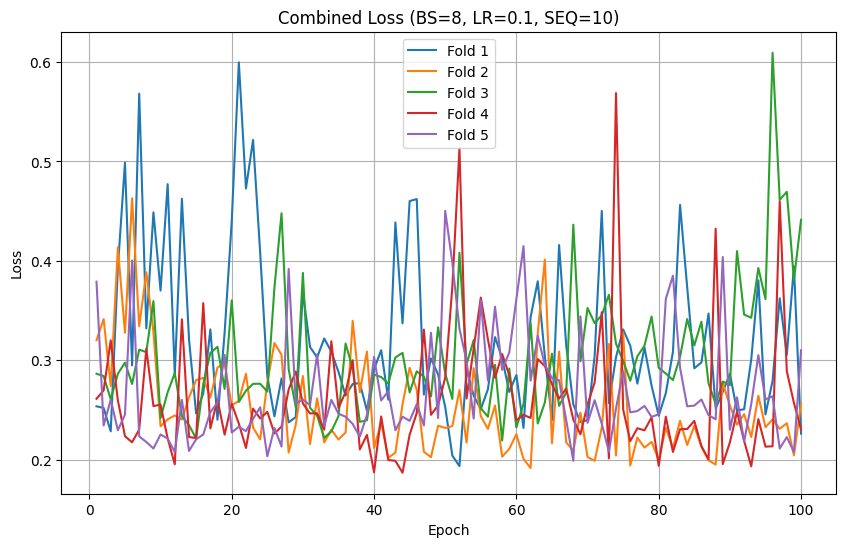 Combined Loss (BS=8, LR=0.1, SEQ=10)
Fold 1
Fold 2
Fold 3
Fold 4
Fold 5
0.6
0.5
0.4
0.3
0.2
Loss
0 20 40 60 80 100
Epoch